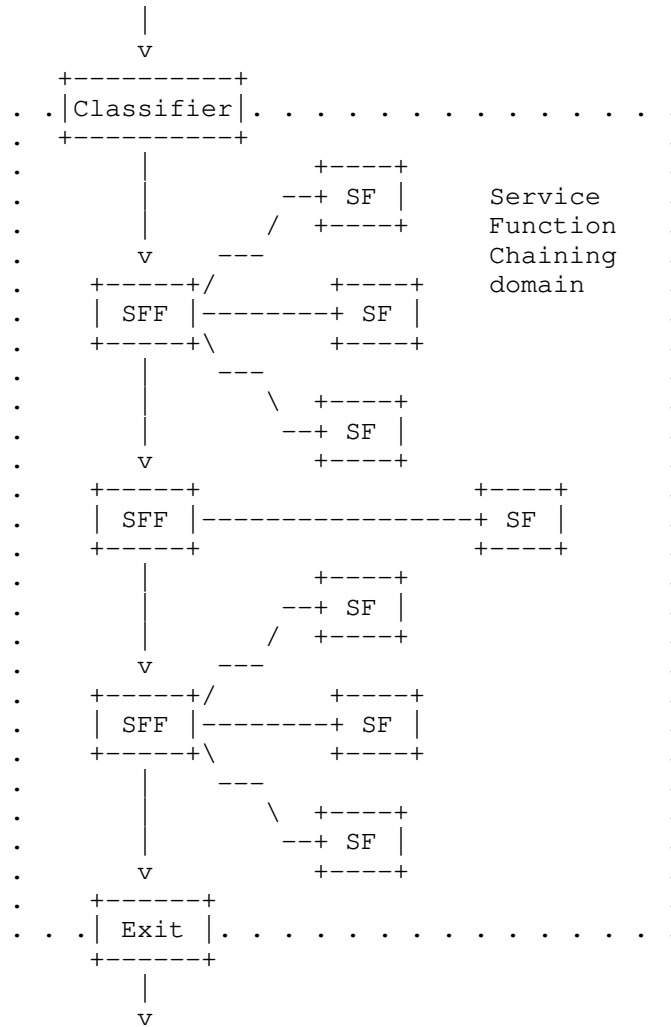 Classifier
SF
Service
Function
Chaining
domain
SFF
SF
SF
SFF
SF
SF
SFF
SF
SF
Exit